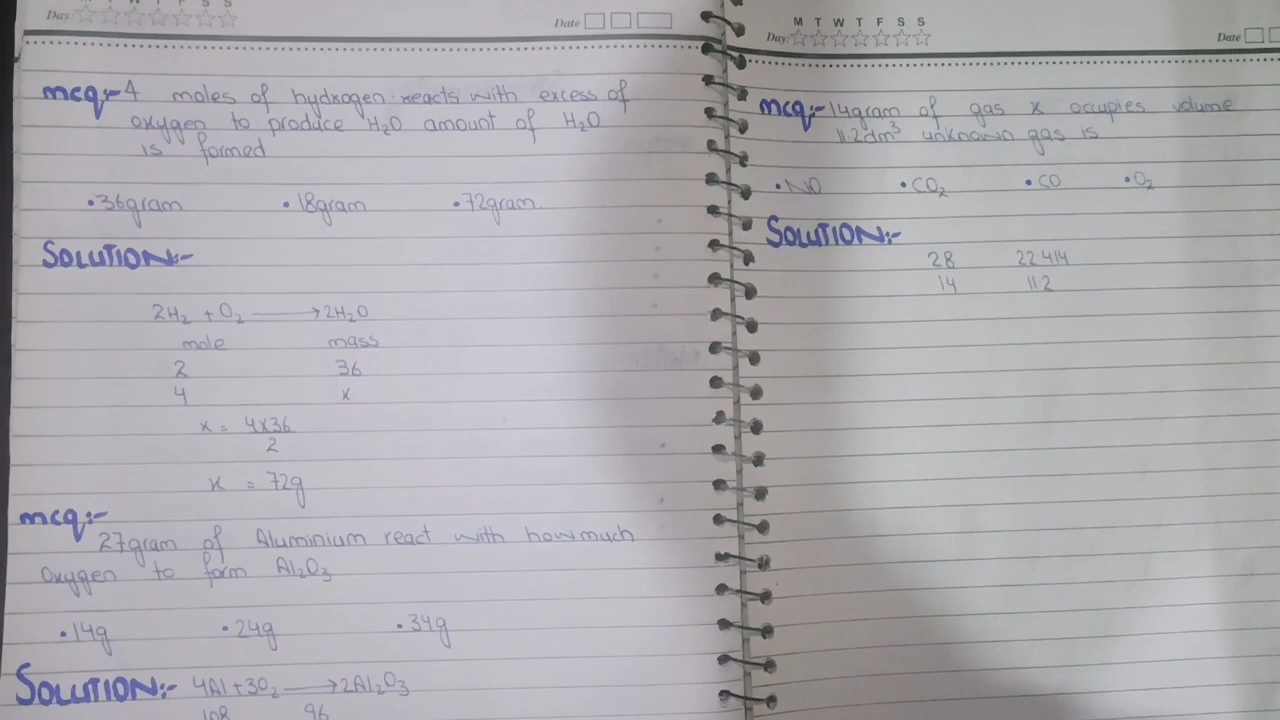 Day:
Date
mcq:- 4 moles of hydrogen reacts with excess of
oxygen to produce H₂O amount of H₂O
is formed
•36gram •18gram •72gram
SOLUTION:-
2H₂ + O₂ ⟶ 2H₂O
mole mass
2 36
4 x
x = 4x36
2
x = 72g
mcq:-
27gram of Aluminium react with how much
oxygen to form Al₂O₃
•14g •24g •34g
SOLUTION:- 4Al+3O₂ ⟶ 2Al₂O₃
108 96
M T W T F S S
Day:
Date
mcq:- 14gram of gas x occupies volume
11.2dm³ unknown gas is
•NO •CO₂ •CO •O₂
SOLUTION:-
28 22.414
14 11.2